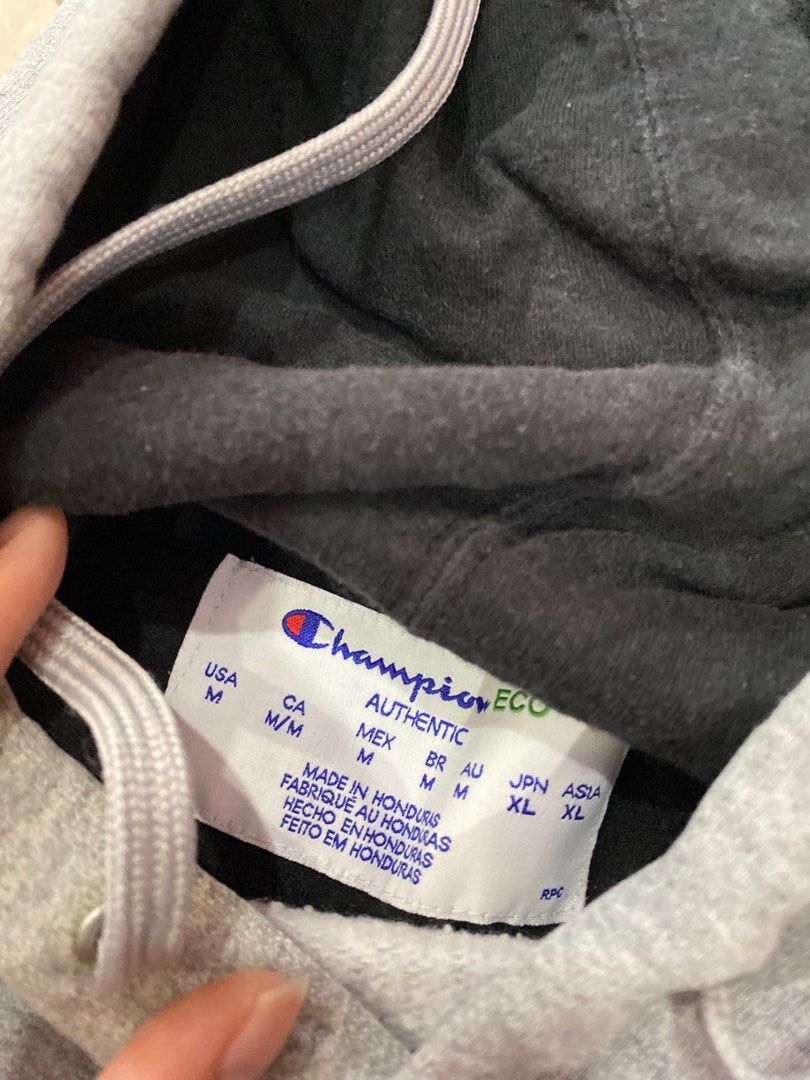 Champion ECO
AUTHENTIC
USA CA MEX BR AU JPN ASIA
M M/M M M M XL XL
MADE IN HONDURAS
FABRIQUÉ AU HONDURAS
HECHO EN HONDURAS
FEITO EM HONDURAS
RPC